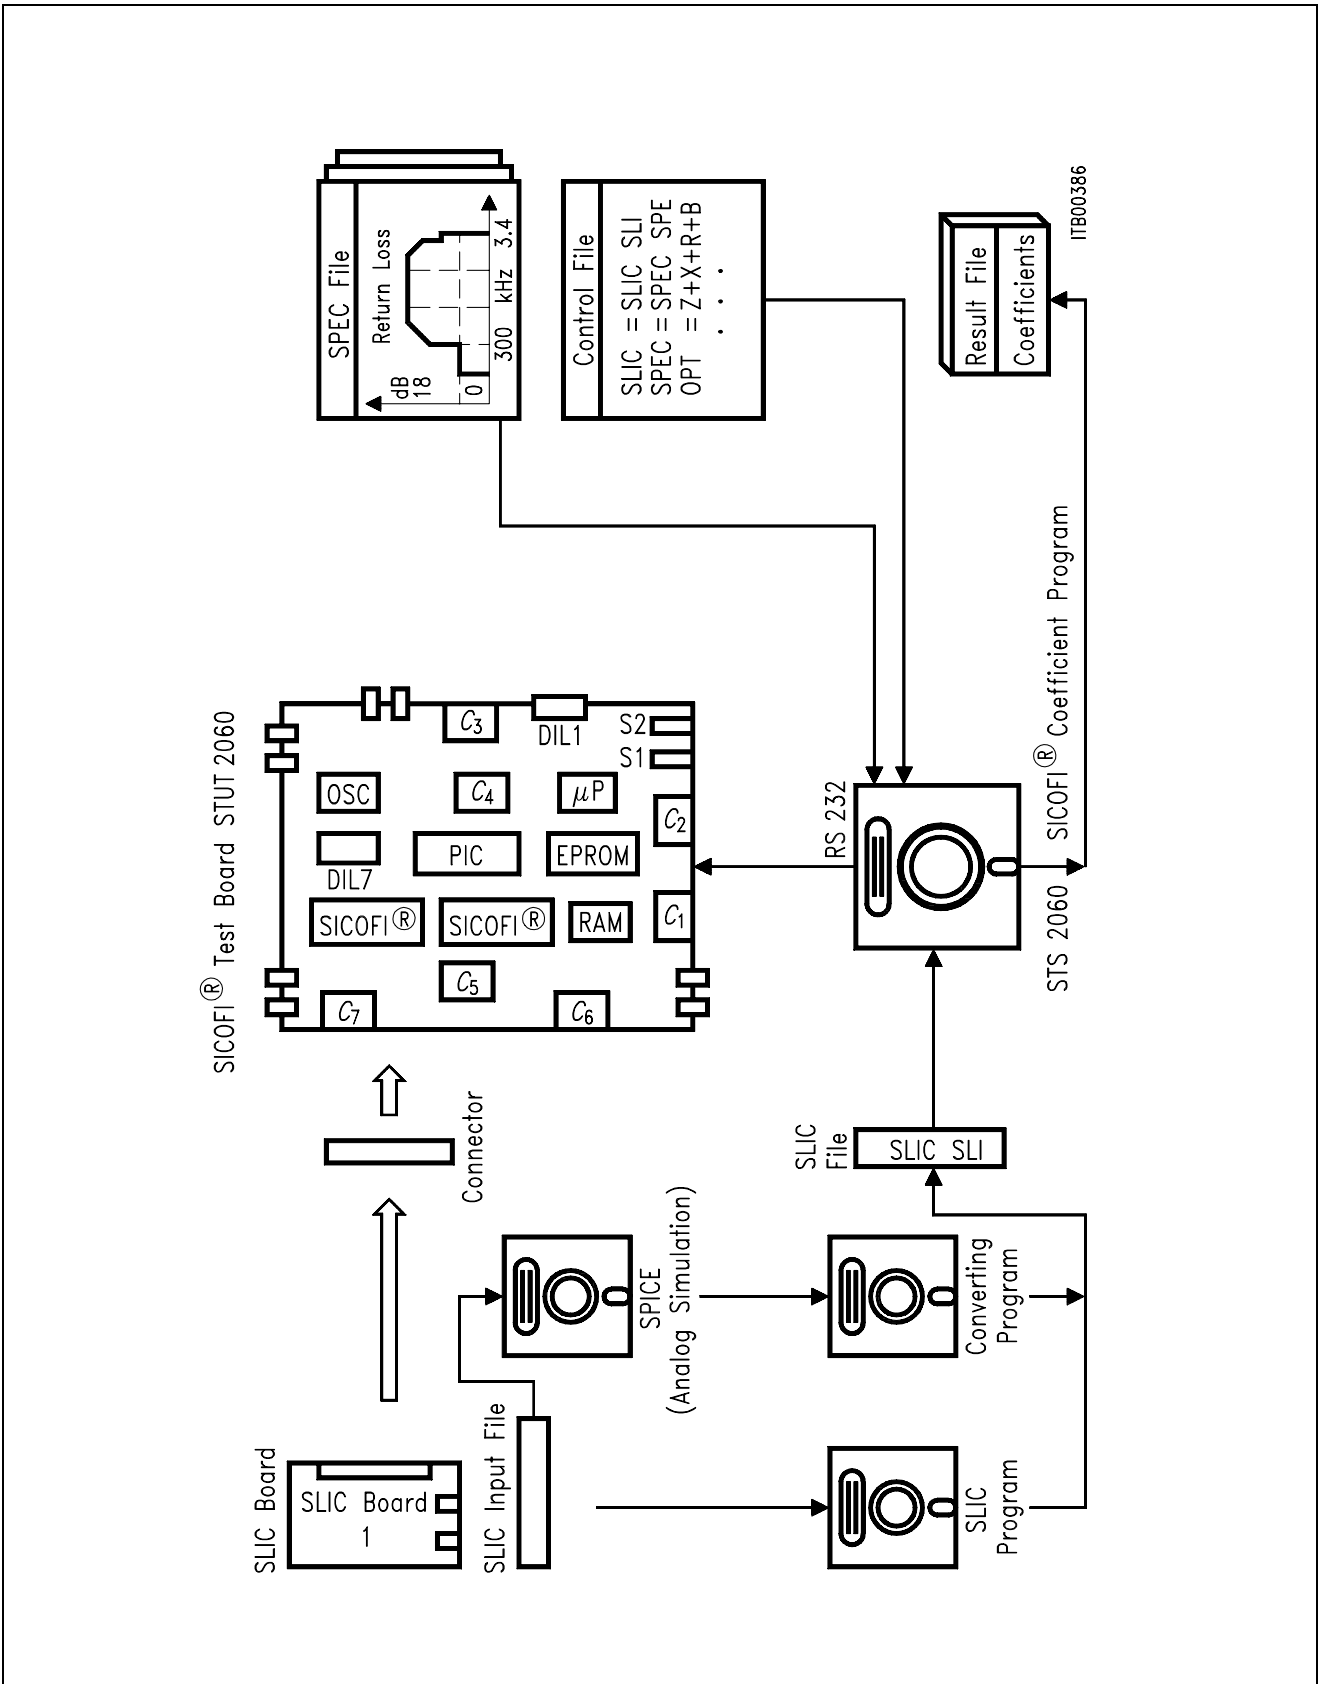 SPEC File
Return Loss
dB
18
0
300 kHz 3.4
Control File
SLIC = SLIC SLI
SPEC = SPEC SPE
OPT = Z+X+R+B
. . .
Result File
Coefficients
ITB00386
SICOFI® Test Board STUT 2060
OSC
DIL7
SICOFI®
C7
C3
C4
PIC
SICOFI®
C5
DIL1
µP
EPROM
RAM
C6
S2
S1
C2
C1
RS 232
STS 2060 SICOFI® Coefficient Program
Connector
SLIC
File
SLIC SLI
SLIC Board
SLIC Board
1
SLIC Input File
SPICE
(Analog Simulation)
Converting
Program
SLIC
Program